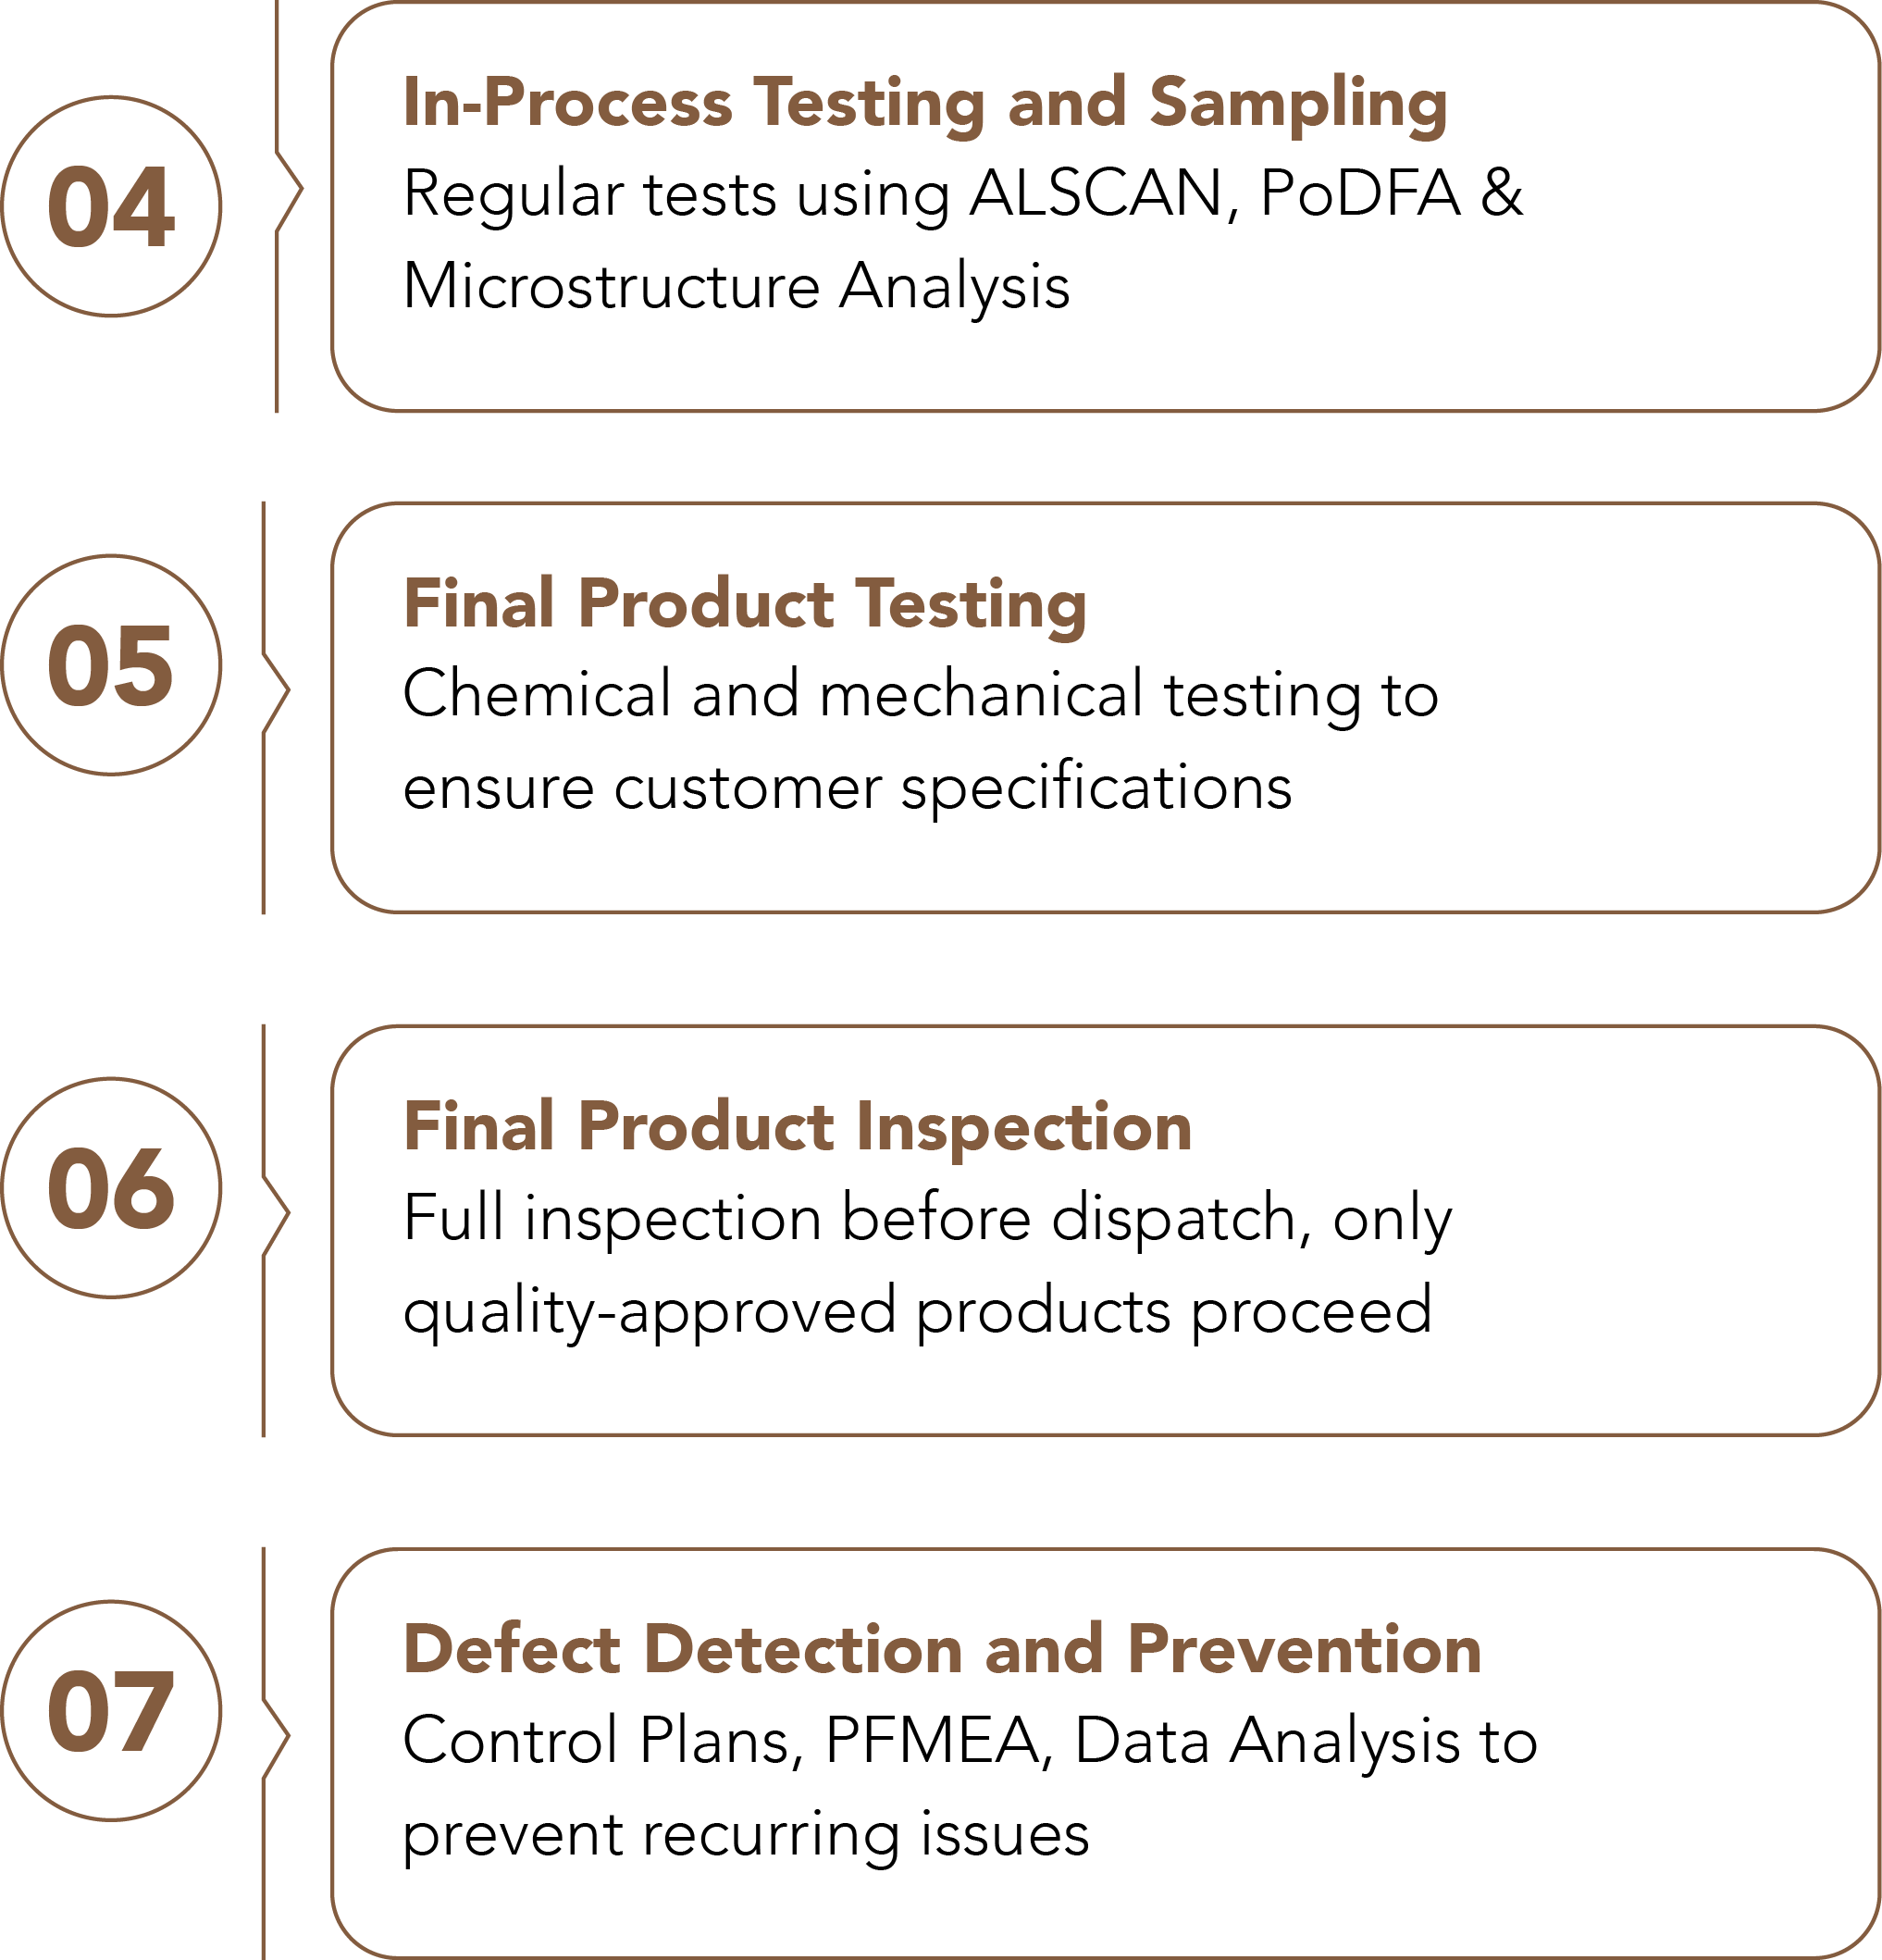 04
In-Process Testing and Sampling
Regular tests using ALSCAN, PoDFA &
Microstructure Analysis
05
Final Product Testing
Chemical and mechanical testing to
ensure customer specifications
06
Final Product Inspection
Full inspection before dispatch, only
quality-approved products proceed
07
Defect Detection and Prevention
Control Plans, PFMEA, Data Analysis to
prevent recurring issues